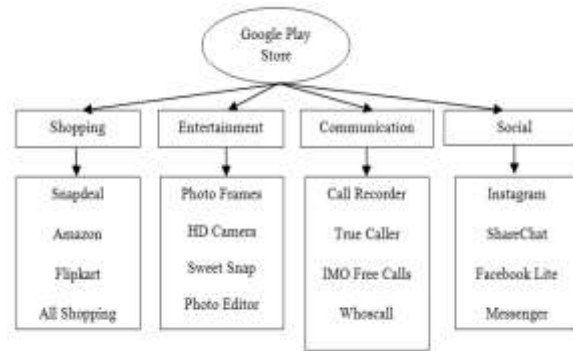 Google Play
Store
Shopping
Entertainment
Communication
Social
Snapdeal
Amazon
Flipkart
All Shopping
Photo Frames
HD Camera
Sweet Snap
Photo Editor
Call Recorder
True Caller
IMO Free Calls
Whoscall
Instagram
ShareChat
Facebook Lite
Messenger